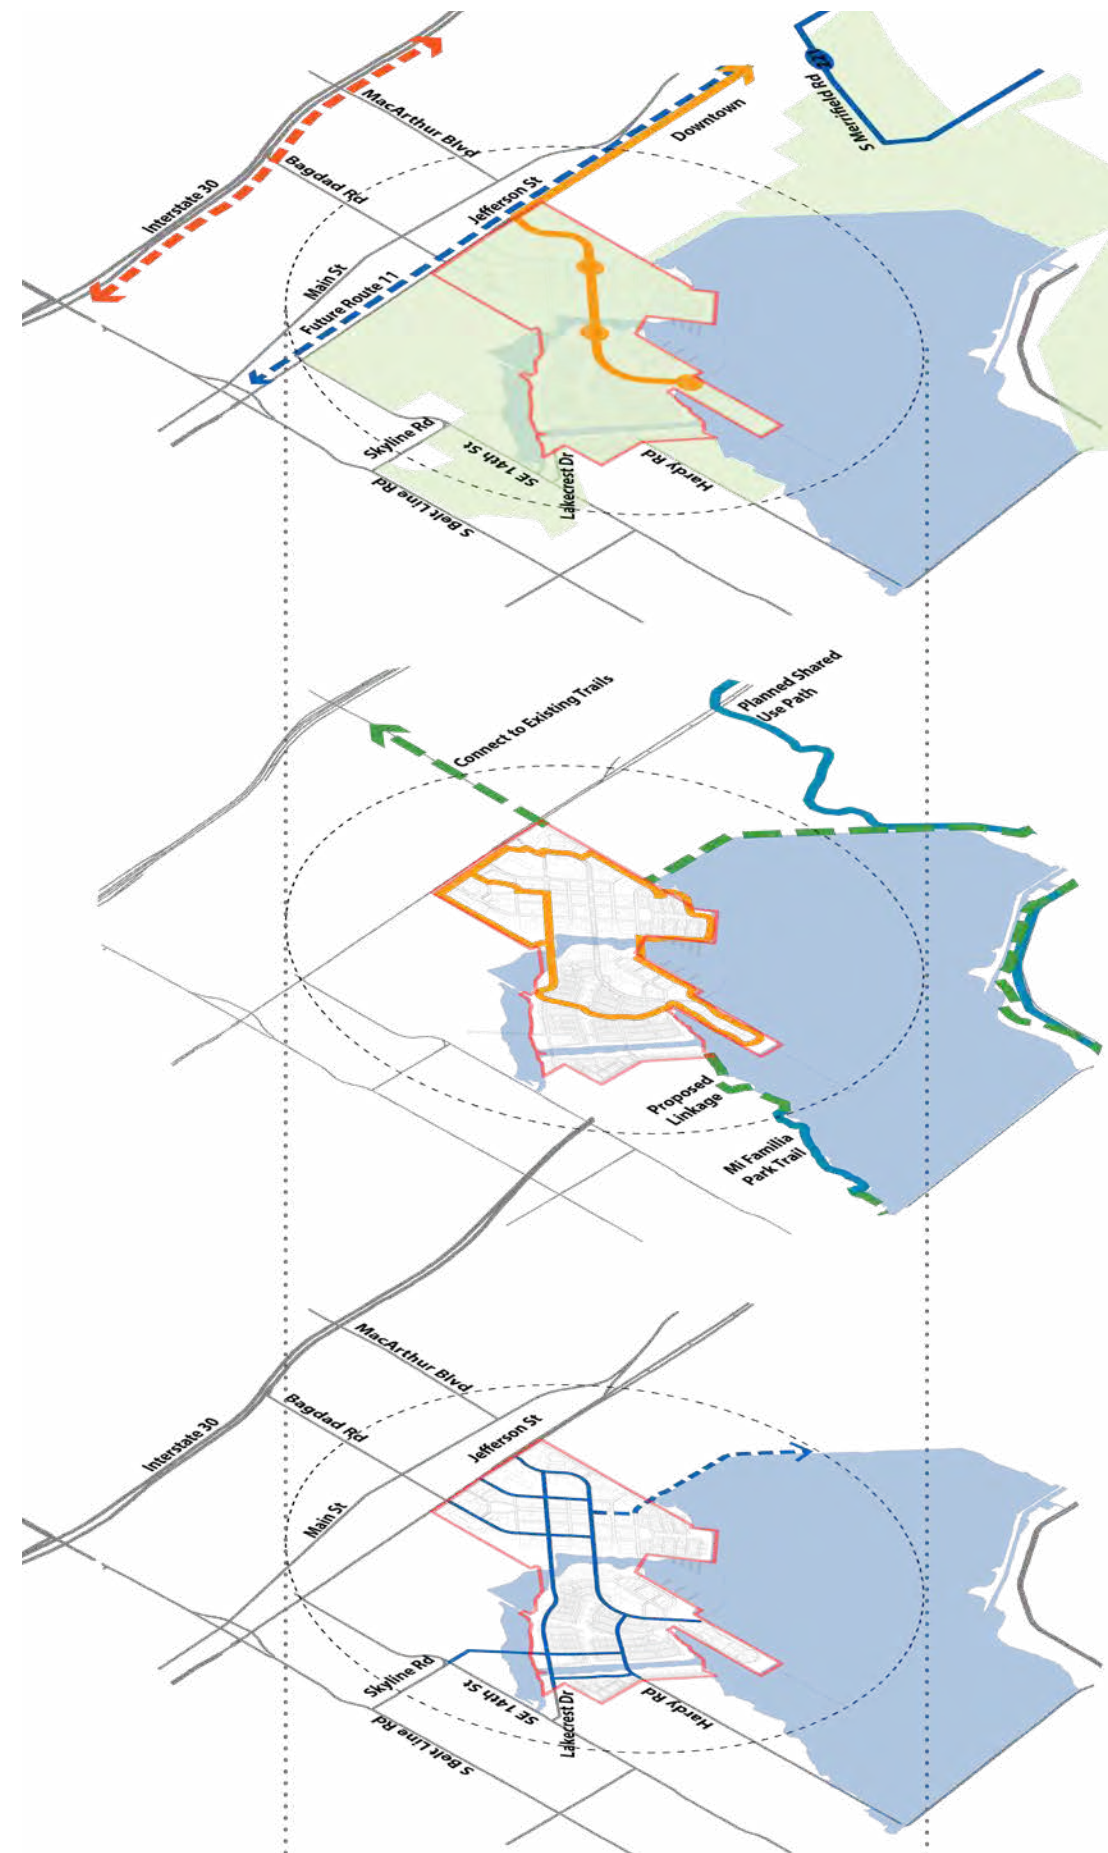 221
S Merrifield Rd
MacArthur Blvd
Downtown
Bagdad Rd
Interstate 30
Jefferson St
Main St
Future Route 11
Skyline Rd
SE 14th St
Hardy Rd
Lakecrest Dr
S Belt Line Rd
Planned Shared
Use Path
Connect to Existing Trails
Proposed
Linkage
Mi Familia
Park Trail
MacArthur Blvd
Bagdad Rd
Interstate 30
Jefferson St
Main St
Skyline Rd
SE 14th St
Hardy Rd
Lakecrest Dr
S Belt Line Rd